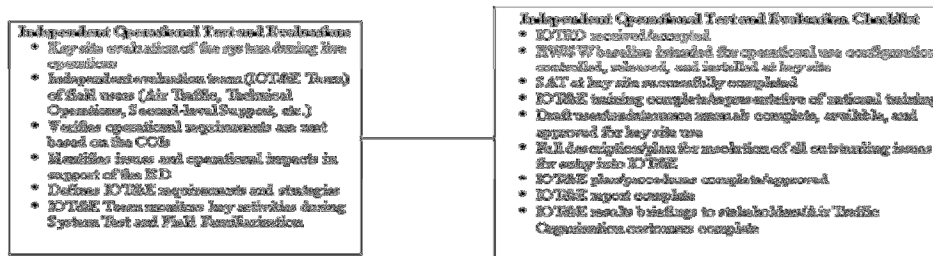 Independent Operational Test and Evaluations
• Key site evaluation of the system during live
operations
• Independent evaluation team (IOT&E Team)
of field users (Air Traffic, Technical
Operations, Second-level Support, etc.)
• Verifies operational requirements are met
based on the COIs
• Identifies issues and operational impacts in
support of the ISD
• Defines IOT&E requirements and strategies
• IOT&E Team monitors key activities during
System Test and Field Familiarization
Independent Operational Test and Evaluation Checklist
• IOTRD received/accepted
• HW/SW baseline intended for operational use configuration
controlled, released, and installed at key site
• SAT at key site successfully completed
• IOT&E training complete/representative of national training
• Draft user/maintenance manuals complete, available, and
approved for key site use
• Full description/plan for resolution of all outstanding issues
for entry into IOT&E
• IOT&E plan/procedures complete/approved
• IOT&E report complete
• IOT&E results briefings to stakeholders/Air Traffic
Organization customers complete